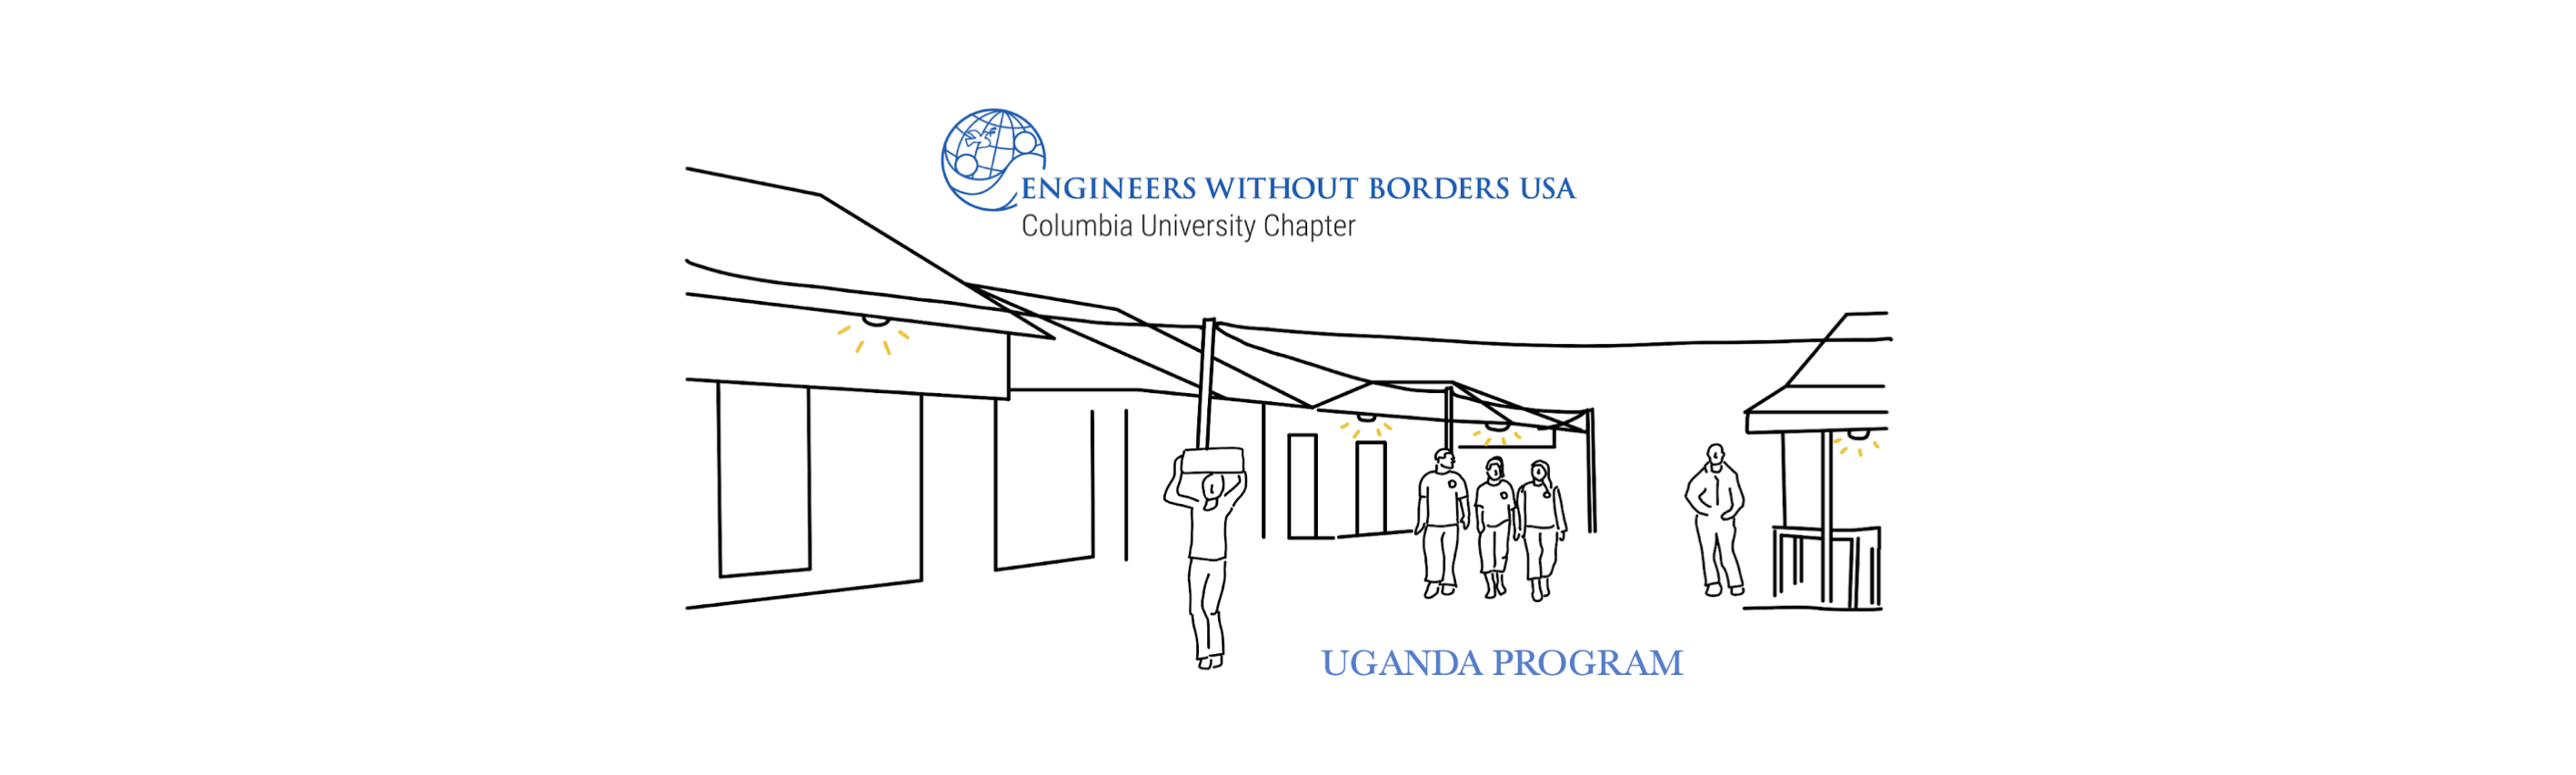 ENGINEERS WITHOUT BORDERS USA
Columbia University Chapter
UGANDA PROGRAM